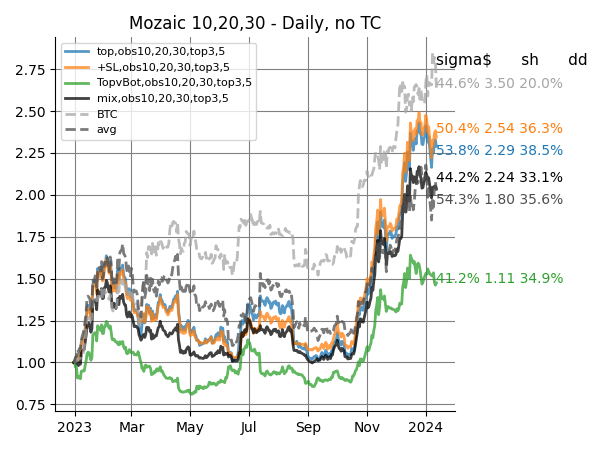 Mozaic 10,20,30 - Daily, no TC
top,obs10,20,30,top3,5
+SL,obs10,20,30,top3,5
TopvBot,obs10,20,30,top3,5
mix,obs10,20,30,top3,5
BTC
avg
sigma$ sh dd
44.6% 3.50 20.0%
50.4% 2.54 36.3%
53.8% 2.29 38.5%
44.2% 2.24 33.1%
54.3% 1.80 35.6%
41.2% 1.11 34.9%
2.75
2.50
2.25
2.00
1.75
1.50
1.25
1.00
0.75
2023 Mar May Jul Sep Nov 2024